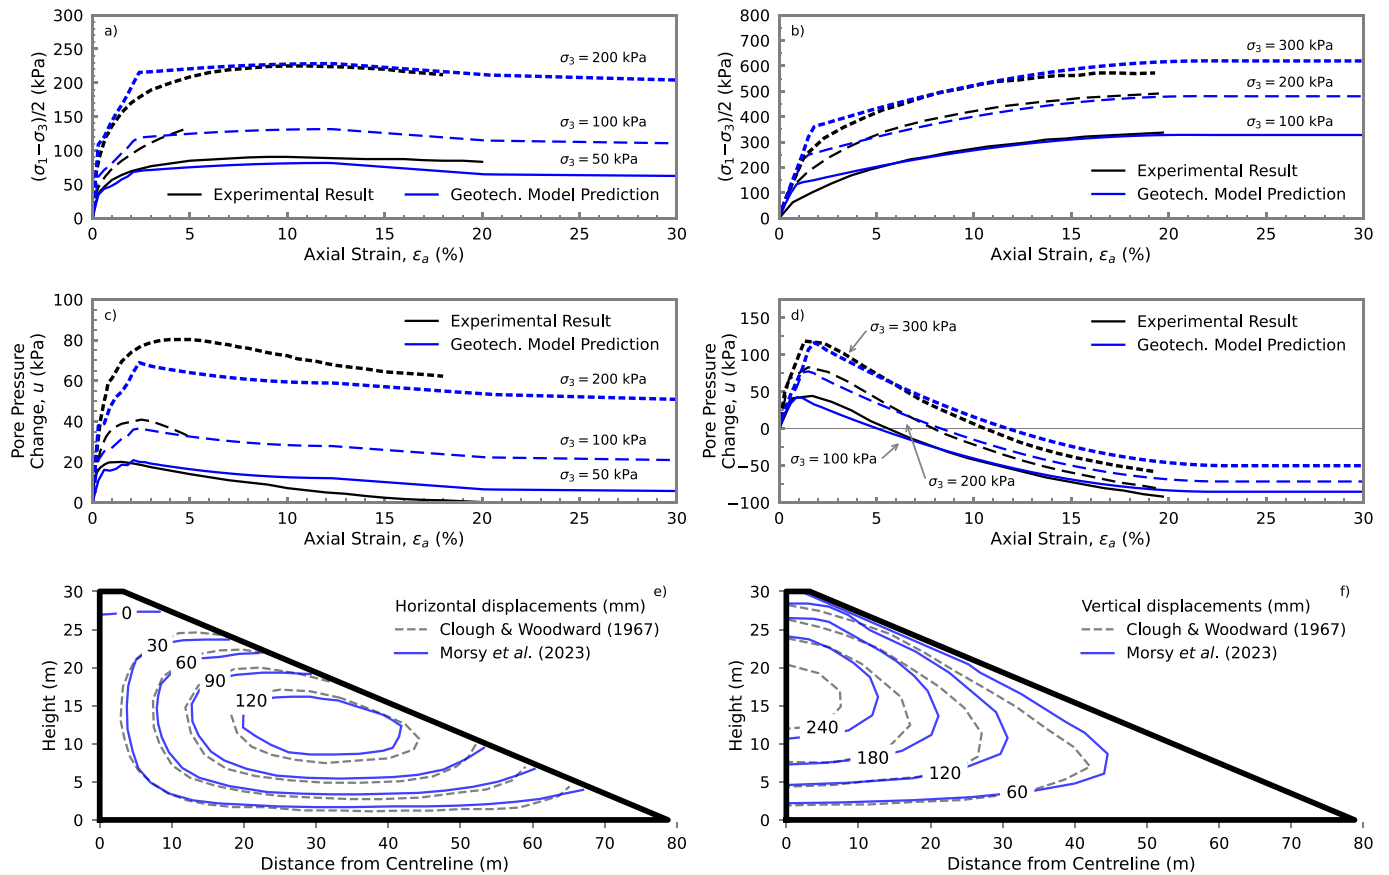 a)
300
250
200
150
100
50
0
(σ1−σ3)/2 (kPa)
σ3 = 200 kPa
σ3 = 100 kPa
σ3 = 50 kPa
Experimental Result
Geotech. Model Prediction
0 5 10 15 20 25 30
Axial Strain, εa (%)
b)
800
700
600
500
400
300
200
100
0
(σ1−σ3)/2 (kPa)
σ3 = 300 kPa
σ3 = 200 kPa
σ3 = 100 kPa
Experimental Result
Geotech. Model Prediction
0 5 10 15 20 25 30
Axial Strain, εa (%)
c)
100
80
60
40
20
0
Pore Pressure
Change, u (kPa)
Experimental Result
Geotech. Model Prediction
σ3 = 200 kPa
σ3 = 100 kPa
σ3 = 50 kPa
0 5 10 15 20 25 30
Axial Strain, εa (%)
d)
150
100
50
0
−50
−100
Pore Pressure
Change, u (kPa)
σ3 = 300 kPa
Experimental Result
Geotech. Model Prediction
σ3 = 100 kPa
σ3 = 200 kPa
0 5 10 15 20 25 30
Axial Strain, εa (%)
e)
30
25
20
15
10
5
0
Height (m)
Horizontal displacements (mm)
Clough & Woodward (1967)
Morsy et al. (2023)
0
30
60
90
120
0 10 20 30 40 50 60 70 80
Distance from Centreline (m)
f)
30
25
20
15
10
5
0
Height (m)
Vertical displacements (mm)
Clough & Woodward (1967)
Morsy et al. (2023)
240
180
120
60
0 10 20 30 40 50 60 70 80
Distance from Centreline (m)